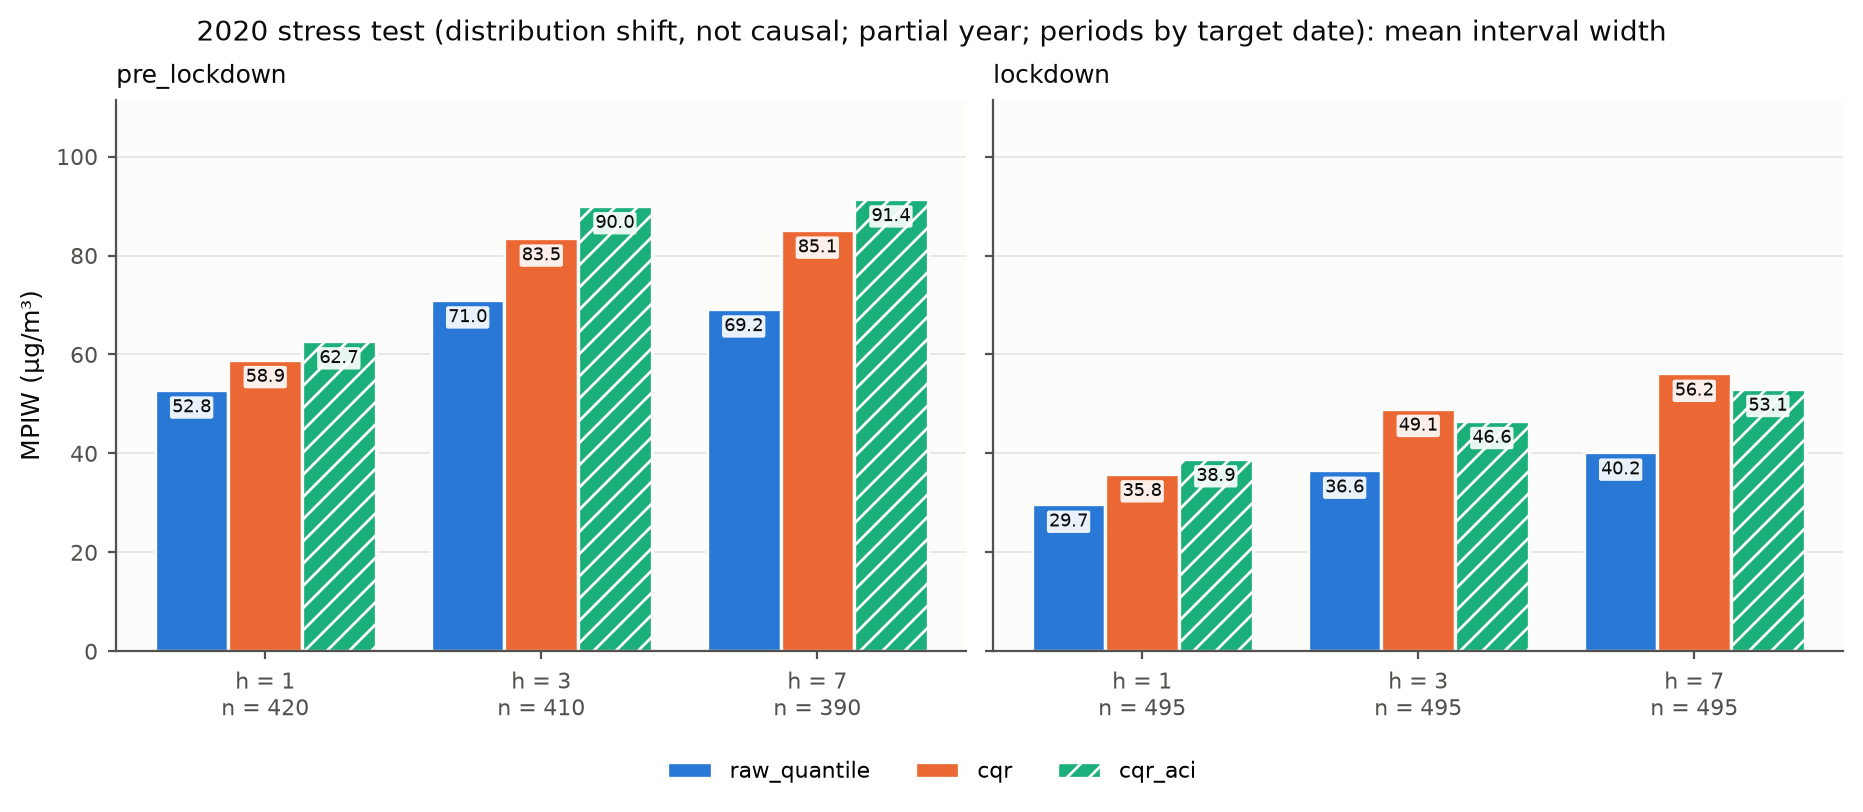 2020 stress test (distribution shift, not causal; partial year; periods by target date): mean interval width
pre_lockdown
lockdown
MPIW (µg/m³)
100
80
60
40
20
0
52.8
58.9
62.7
71.0
83.5
90.0
69.2
85.1
91.4
29.7
35.8
38.9
36.6
49.1
46.6
40.2
56.2
53.1
h = 1
n = 420
h = 3
n = 410
h = 7
n = 390
h = 1
n = 495
h = 3
n = 495
h = 7
n = 495
raw_quantile
cqr
cqr_aci